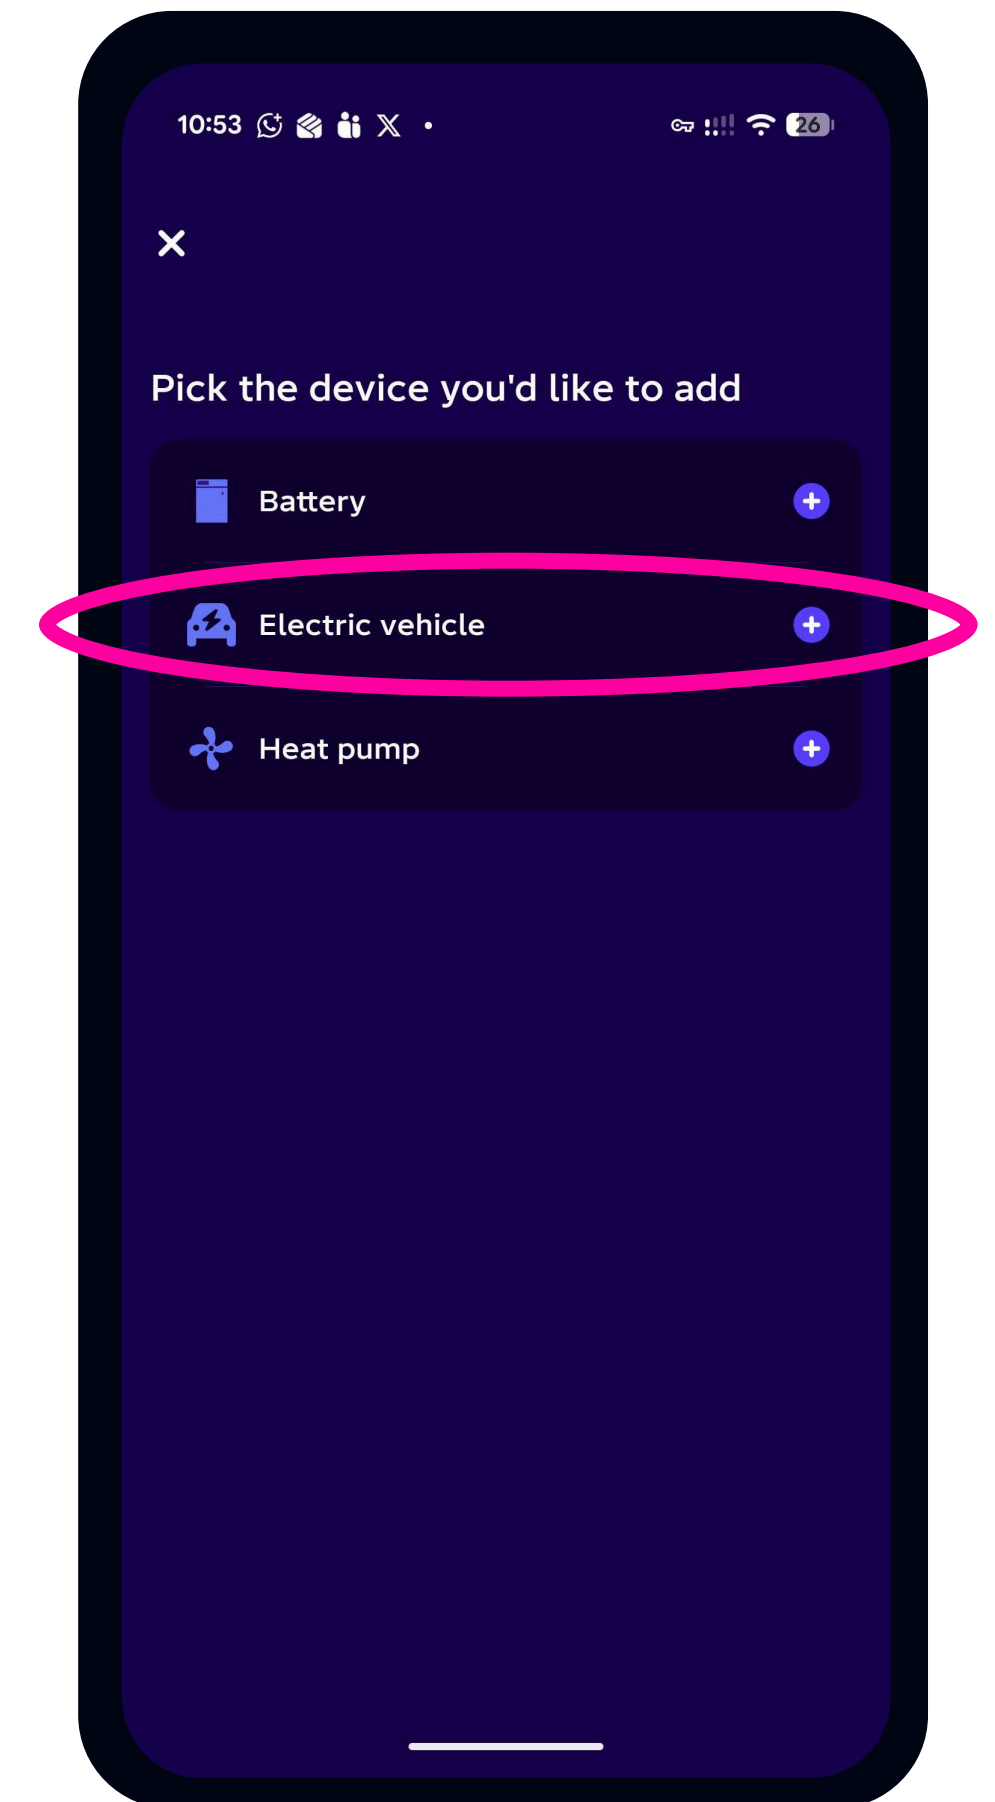 10:53
26
Pick the device you'd like to add
Battery
Electric vehicle
Heat pump